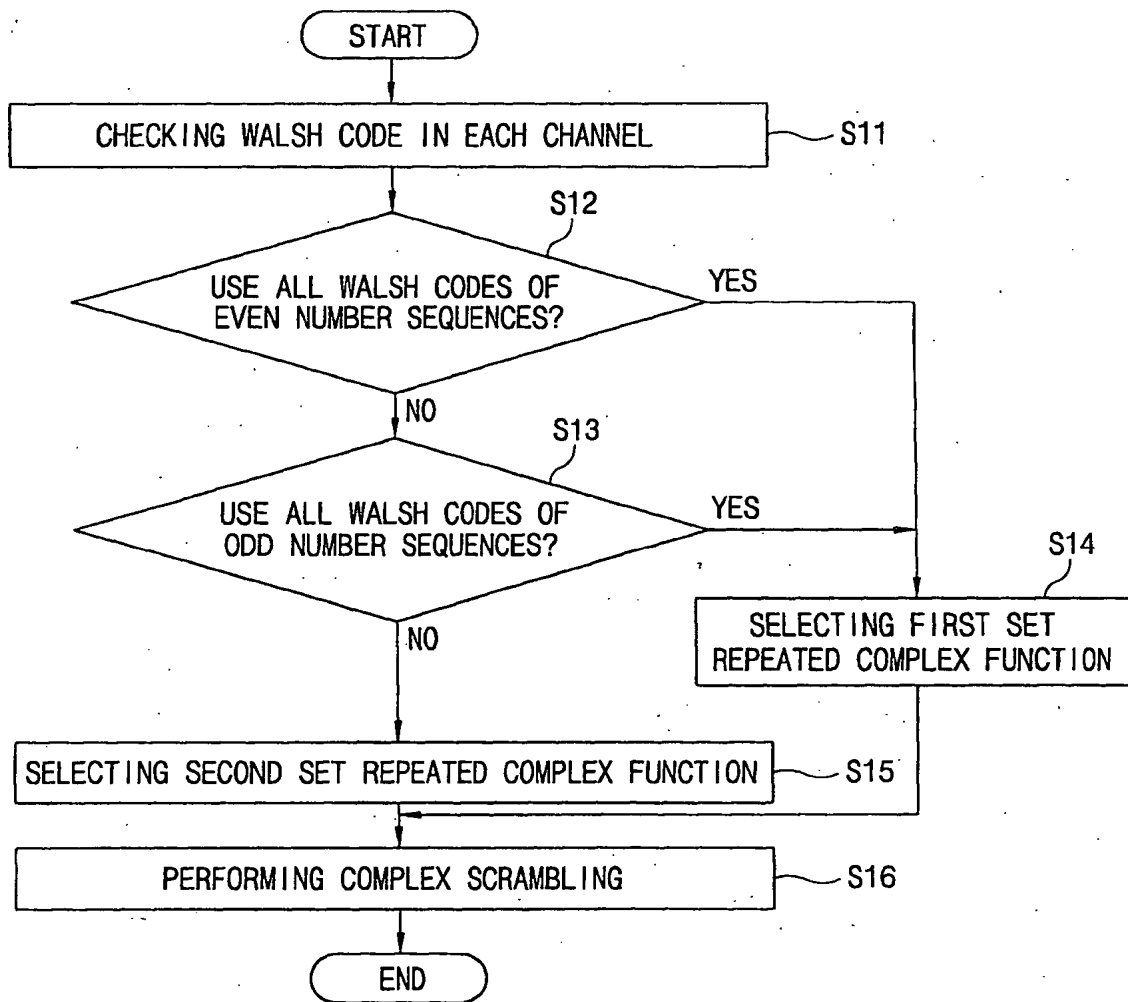 START
CHECKING WALSH CODE IN EACH CHANNEL
S11
S12
USE ALL WALSH CODES OF
EVEN NUMBER SEQUENCES?
YES
NO
S13
USE ALL WALSH CODES OF
ODD NUMBER SEQUENCES?
YES
NO
S14
SELECTING FIRST SET
REPEATED COMPLEX FUNCTION
SELECTING SECOND SET REPEATED COMPLEX FUNCTION
S15
PERFORMING COMPLEX SCRAMBLING
S16
END